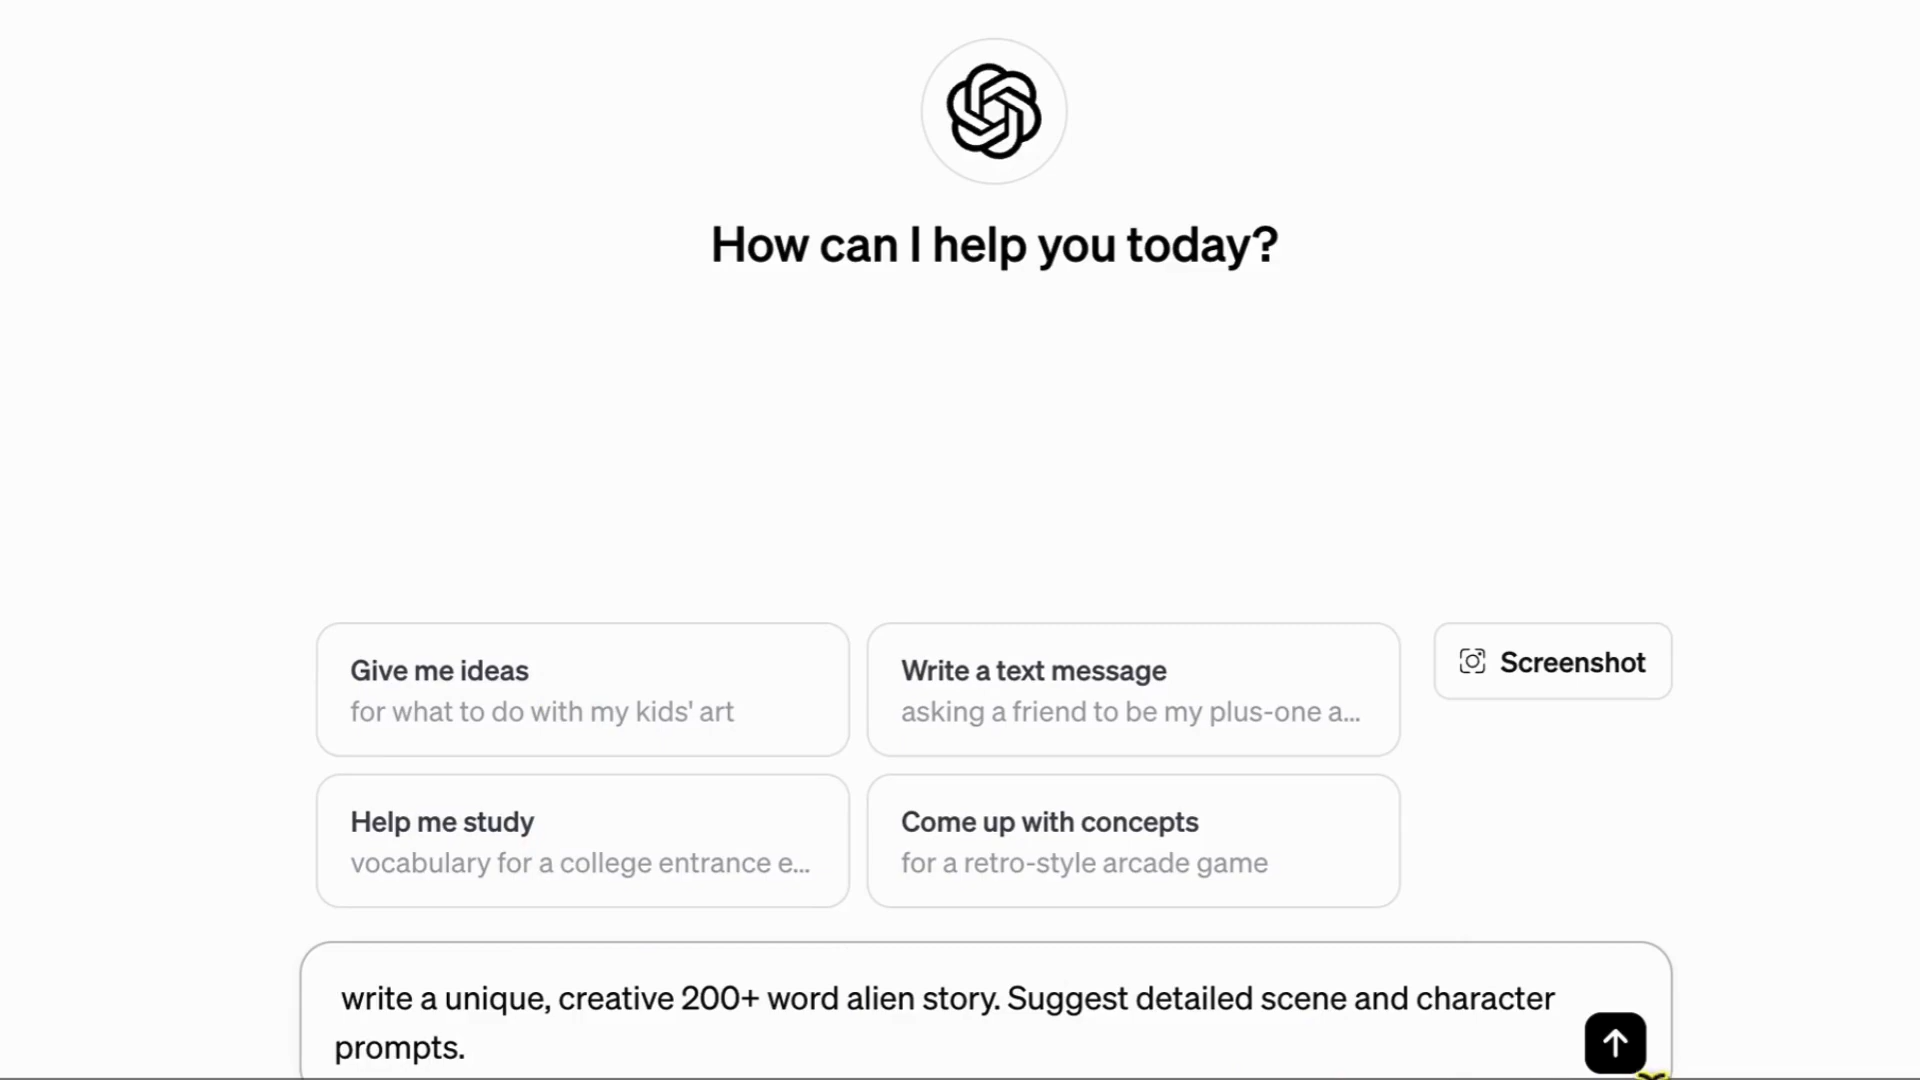 How can I help you today?
Give me ideas
for what to do with my kids' art
Write a text message
asking a friend to be my plus-one a...
Screenshot
Help me study
vocabulary for a college entrance e...
Come up with concepts
for a retro-style arcade game
write a unique, creative 200+ word alien story. Suggest detailed scene and character
prompts.